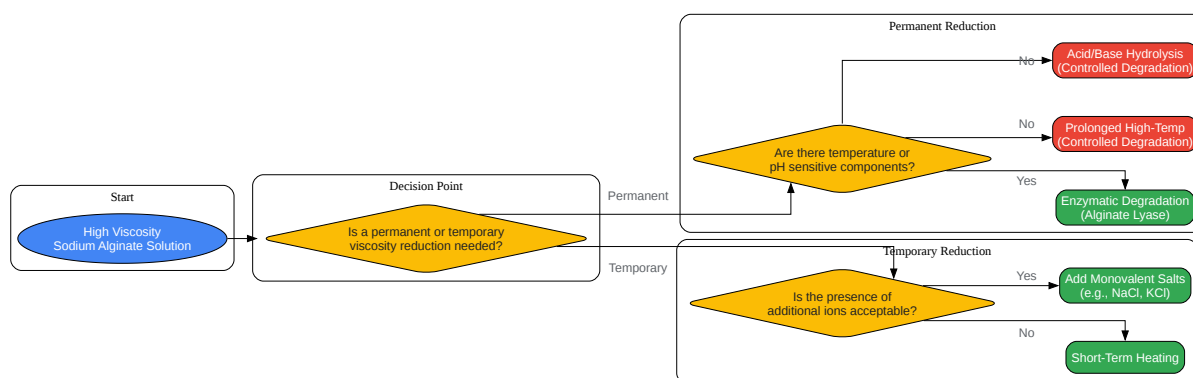 Start
High Viscosity
Sodium Alginate Solution
Decision Point
Is a permanent or temporary
viscosity reduction needed?
Permanent
Temporary
Permanent Reduction
Are there temperature or
pH sensitive components?
No
Acid/Base Hydrolysis
(Controlled Degradation)
No
Prolonged High-Temp
(Controlled Degradation)
Yes
Enzymatic Degradation
(Alginate Lyase)
Temporary Reduction
Is the presence of
additional ions acceptable?
Yes
Add Monovalent Salts
(e.g., NaCl, KCl)
No
Short-Term Heating